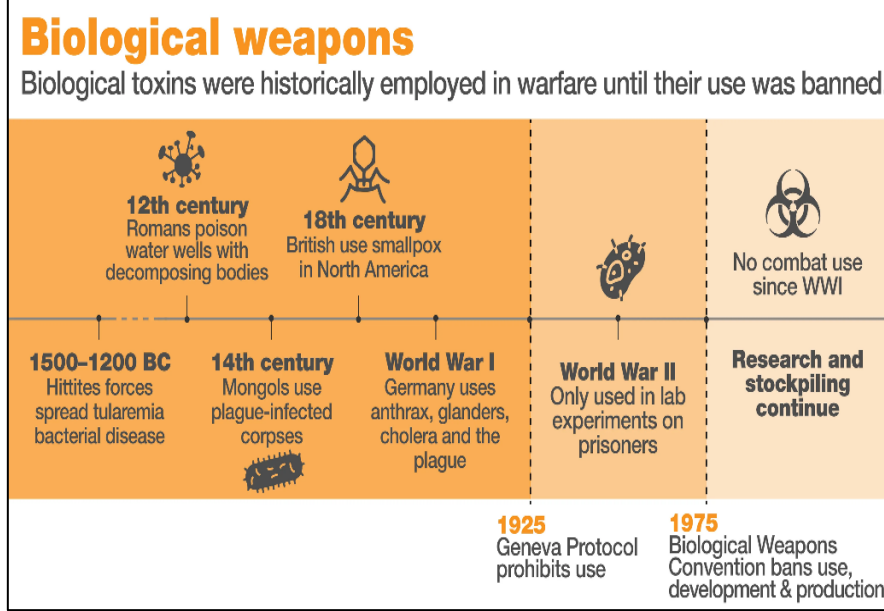 Biological weapons
Biological toxins were historically employed in warfare until their use was banned
12th century
Romans poison
water wells with
decomposing bodies
18th century
British use smallpox
in North America
No combat use
since WWI
1500–1200 BC
Hittites forces
spread tularemia
bacterial disease
14th century
Mongols use
plague-infected
corpses
World War I
Germany uses
anthrax, glanders,
cholera and the
plague
World War II
Only used in lab
experiments on
prisoners
Research and
stockpiling
continue
1925
Geneva Protocol
prohibits use
1975
Biological Weapons
Convention bans use,
development & production